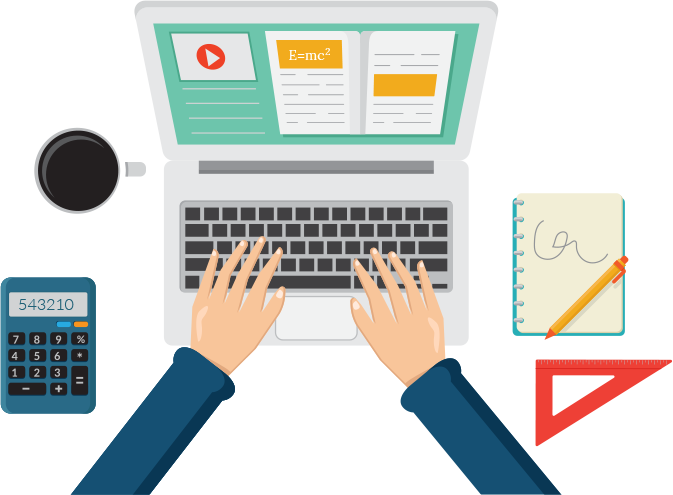 E=mc²
543210
7 8 9 %
4 5 6 *
1 2 3 =
− +